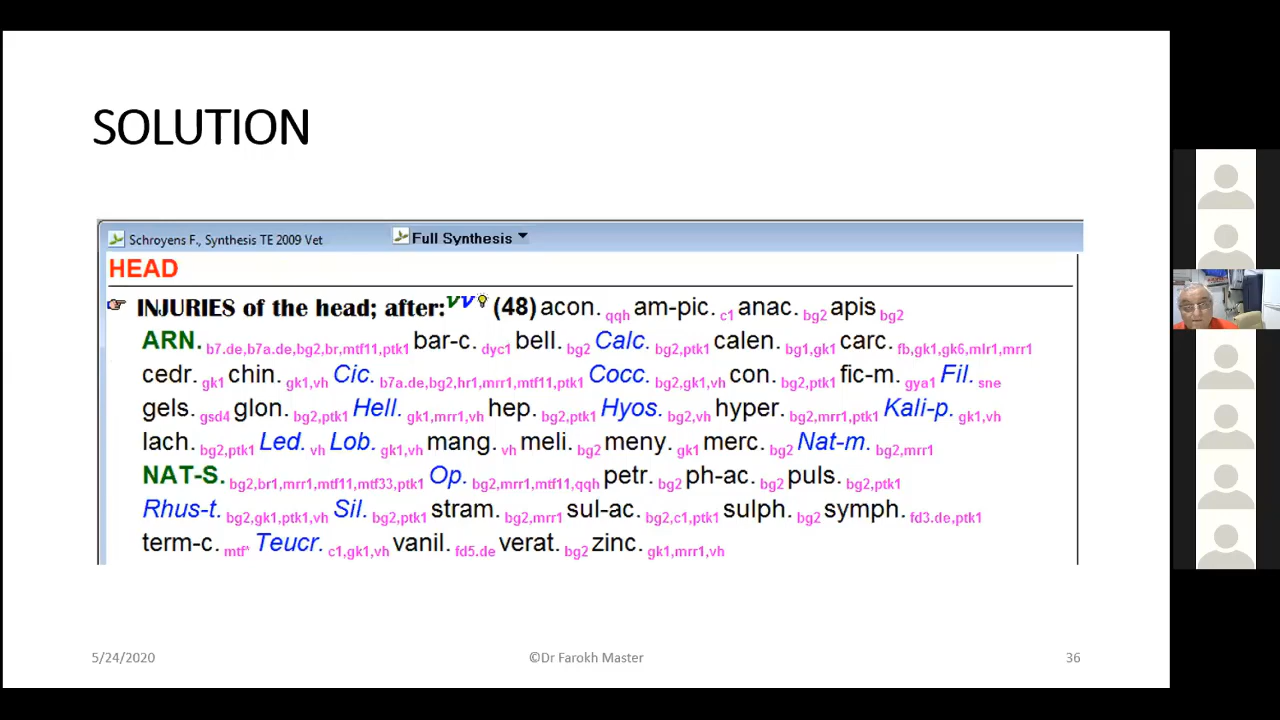 SOLUTION
Schroyens F., Synthesis TE 2009 Vet Full Synthesis
HEAD
INJURIES of the head; after: (48) acon. qqh am-pic. c1 anac. bg2 apis bg2
ARN. b7.de,b7a.de,bg2,br,mtf11,ptk1 bar-c. dyc1 bell. bg2 Calc. bg2,ptk1 calen. bg1,gk1 carc. fb,gk1,gk6,mlr1,mrr1
cedr. gk1 chin. gk1,vh Cic. b7a.de,bg2,hr1,mrr1,mtf11,ptk1 Cocc. bg2,gk1,vh con. bg2,ptk1 fic-m. gya1 Fil. sne
gels. gsd4 glon. bg2,ptk1 Hell. gk1,mrr1,vh hep. bg2,ptk1 Hyos. bg2,vh hyper. bg2,mrr1,ptk1 Kali-p. gk1,vh
lach. bg2,ptk1 Led. vh Lob. gk1,vh mang. vh meli. bg2 meny. gk1 merc. bg2 Nat-m. bg2,mrr1
NAT-S. bg2,br1,mrr1,mtf11,mtf33,ptk1 Op. bg2,mrr1,mtf11,qqh petr. bg2 ph-ac. bg2 puls. bg2,ptk1
Rhus-t. bg2,gk1,ptk1,vh Sil. bg2,ptk1 stram. bg2,mrr1 sul-ac. bg2,c1,ptk1 sulph. bg2 symph. fd3.de,ptk1
term-c. mtf^ Teucr. c1,gk1,vh vanil. fd5.de verat. bg2 zinc. gk1,mrr1,vh
5/24/2020 ©Dr Farokh Master 36